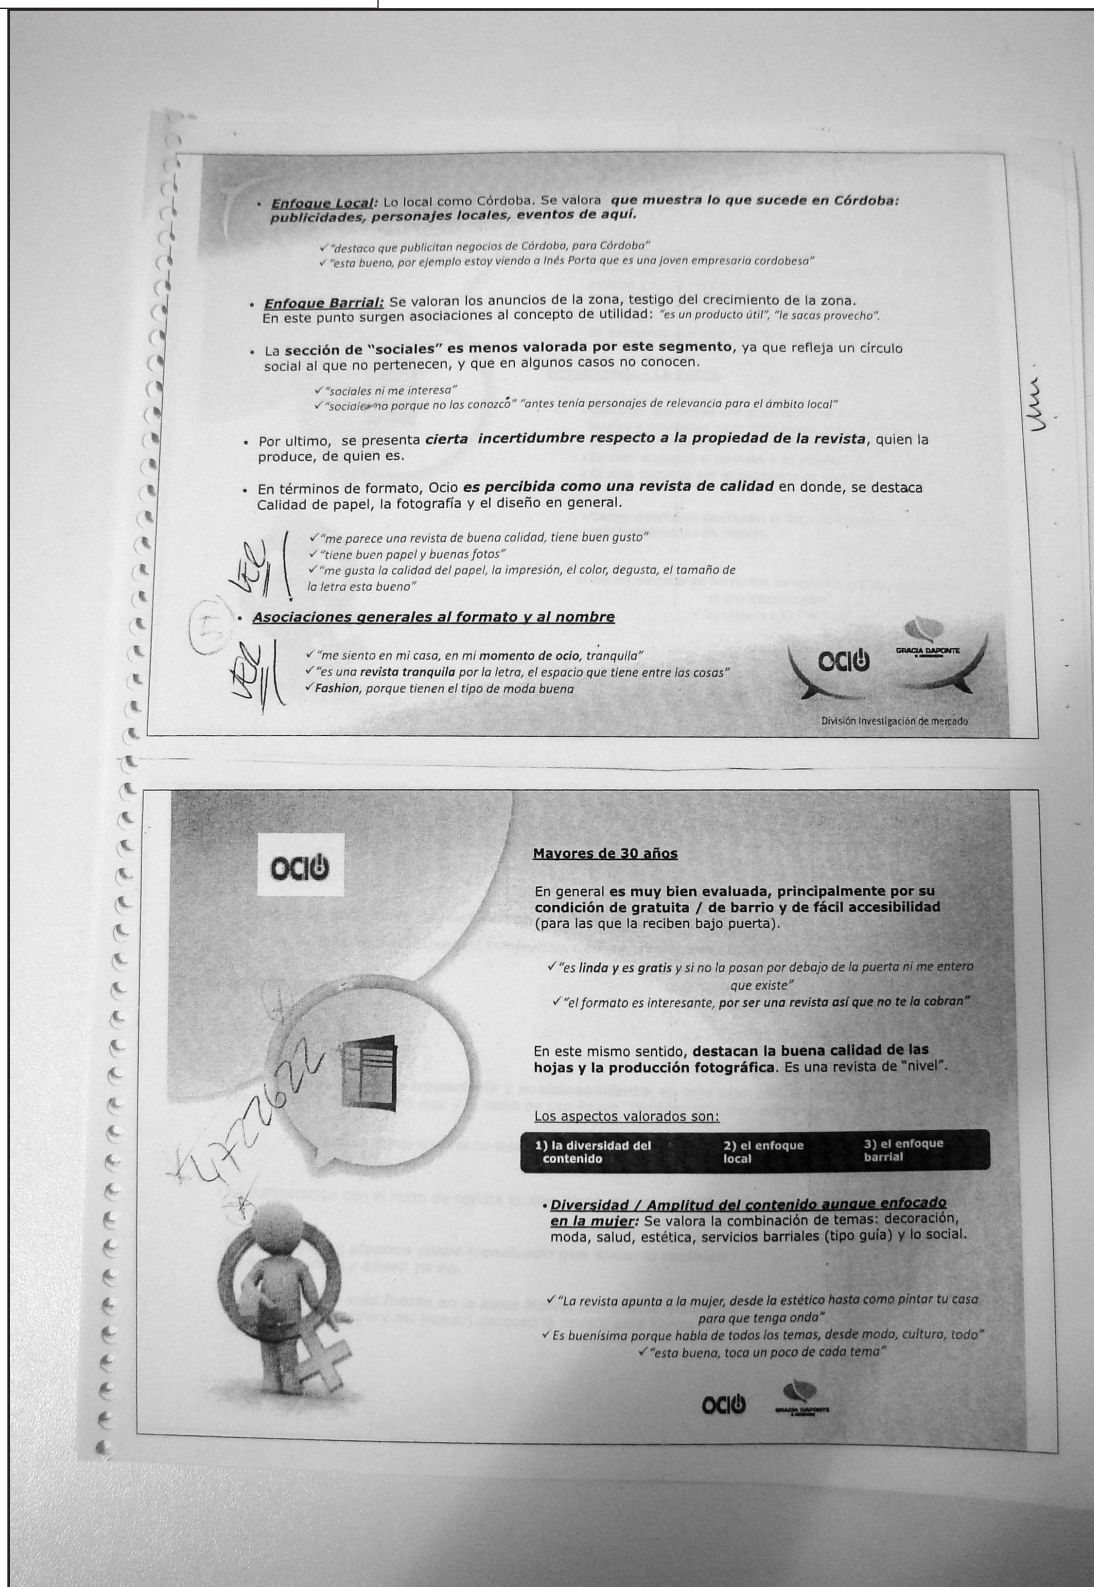 • Enfoque Local: Lo local como Córdoba. Se valora que muestra lo que sucede en Córdoba:
publicidades, personajes locales, eventos de aquí.
✓ "destaco que publicitan negocios de Córdoba, para Córdoba"
✓ "esta bueno, por ejemplo estoy viendo a Inés Porta que es una joven empresaria cordobesa"
• Enfoque Barrial: Se valoran los anuncios de la zona, testigo del crecimiento de la zona.
En este punto surgen asociaciones al concepto de utilidad: "es un producto útil", "le sacas provecho".
• La sección de "sociales" es menos valorada por este segmento, ya que refleja un círculo
social al que no pertenecen, y que en algunos casos no conocen.
✓ "sociales ni me interesa"
✓ "sociales no porque no los conozco" "antes tenía personajes de relevancia para el ámbito local"
• Por ultimo, se presenta cierta incertidumbre respecto a la propiedad de la revista, quien la
produce, de quien es.
• En términos de formato, Ocio es percibida como una revista de calidad en donde, se destaca
Calidad de papel, la fotografía y el diseño en general.
✓ "me parece una revista de buena calidad, tiene buen gusto"
✓ "tiene buen papel y buenas fotos"
✓ "me gusta la calidad del papel, la impresión, el color, degusta, el tamaño de
la letra esta bueno"
VER!
5
• Asociaciones generales al formato y al nombre
VER
✓ "me siento en mi casa, en mi momento de ocio, tranquila"
✓ "es una revista tranquila por la letra, el espacio que tiene entre las cosas"
✓ Fashion, porque tienen el tipo de moda buena
OCIO
GRACIA DAPONTE
División Investigación de mercado
OCIO
Mayores de 30 años
En general es muy bien evaluada, principalmente por su
condición de gratuita / de barrio y de fácil accesibilidad
(para las que la reciben bajo puerta).
✓ "es linda y es gratis y si no la pasan por debajo de la puerta ni me entero
que existe"
✓ "el formato es interesante, por ser una revista así que no te la cobran"
En este mismo sentido, destacan la buena calidad de las
hojas y la producción fotográfica. Es una revista de "nivel".
4722622
Los aspectos valorados son:
1) la diversidad del contenido 2) el enfoque local 3) el enfoque barrial
• Diversidad / Amplitud del contenido aunque enfocado
en la mujer: Se valora la combinación de temas: decoración,
moda, salud, estética, servicios barriales (tipo guía) y lo social.
✓ "La revista apunta a la mujer, desde la estético hasta como pintar tu casa
para que tenga onda"
✓ Es buenísima porque habla de todos los temas, desde moda, cultura, todo"
✓ "esta buena, toca un poco de cada tema"
OCIO
GRACIA DAPONTE